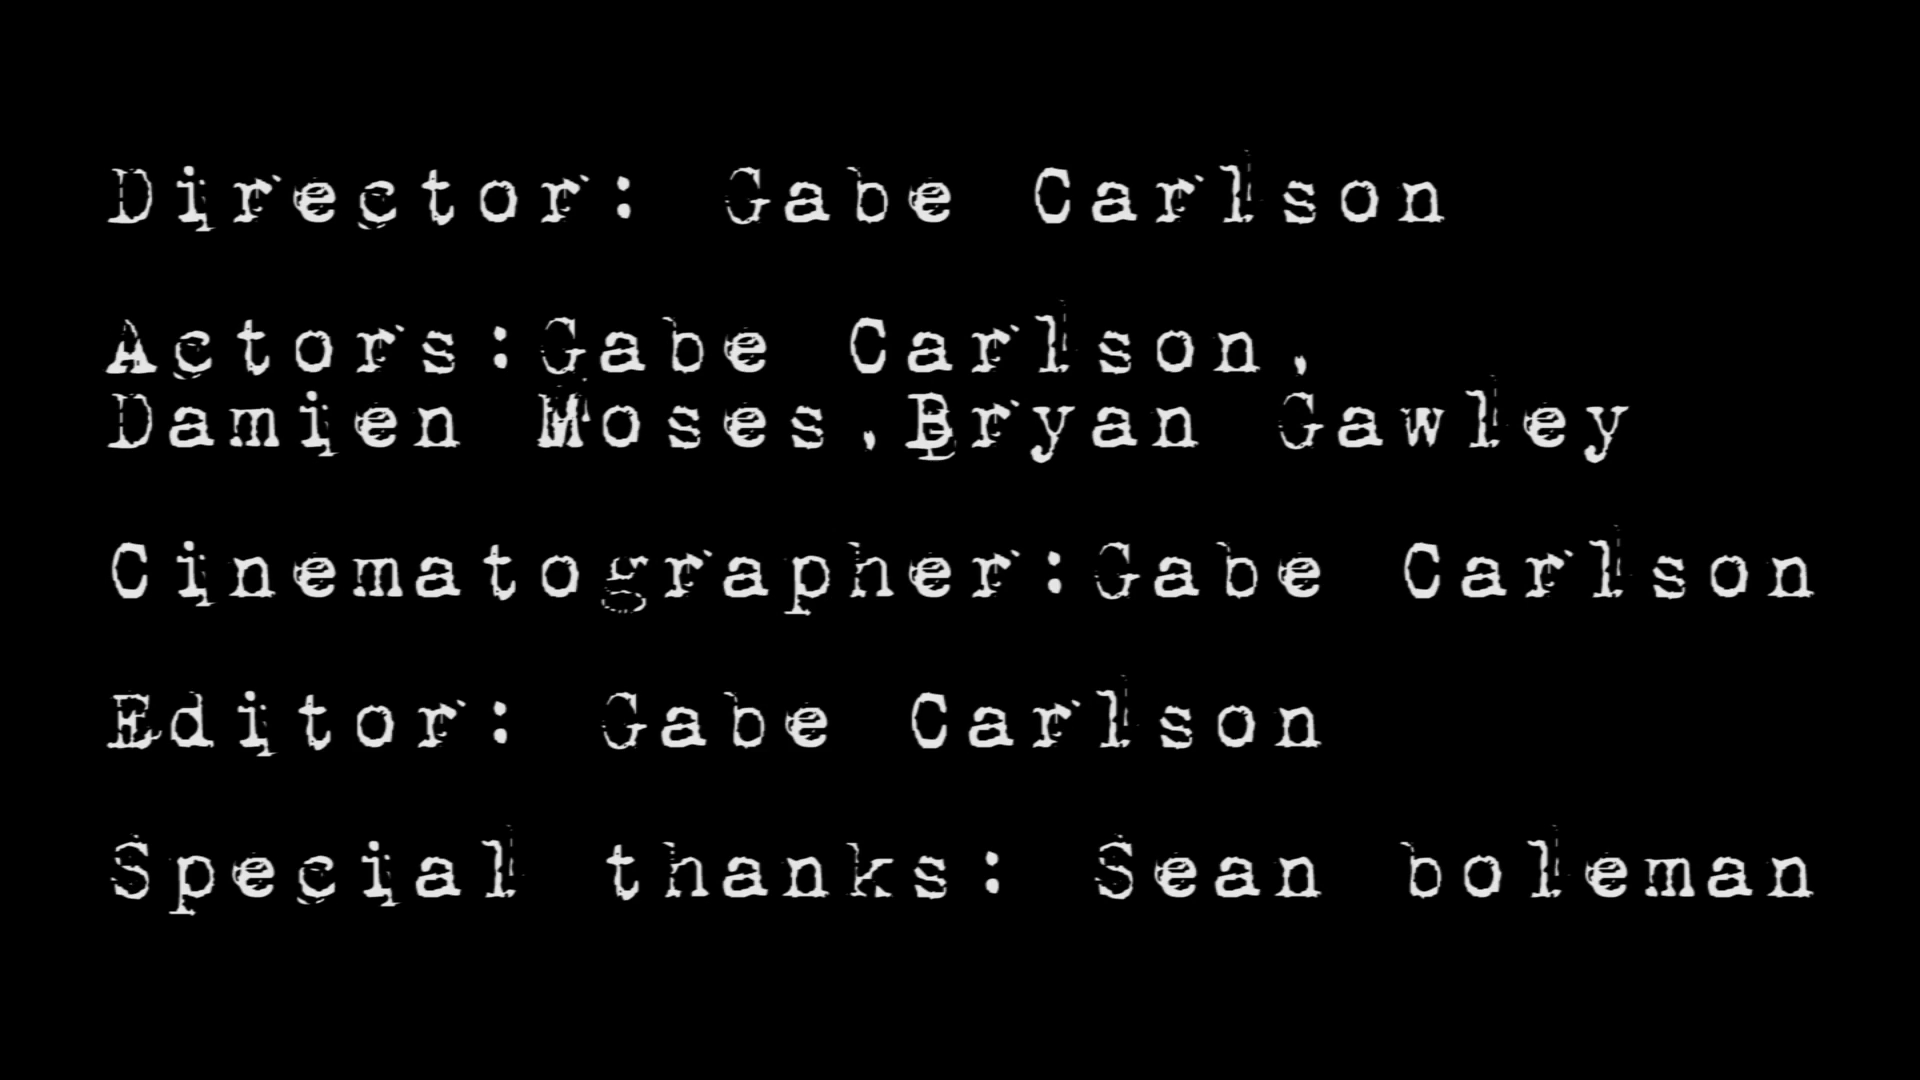 Director: Gabe Carlson
Actors:Gabe Carlson,
Damien Moses,Bryan Gawley
Cinematographer:Gabe Carlson
Editor: Gabe Carlson
Special thanks: Sean boleman